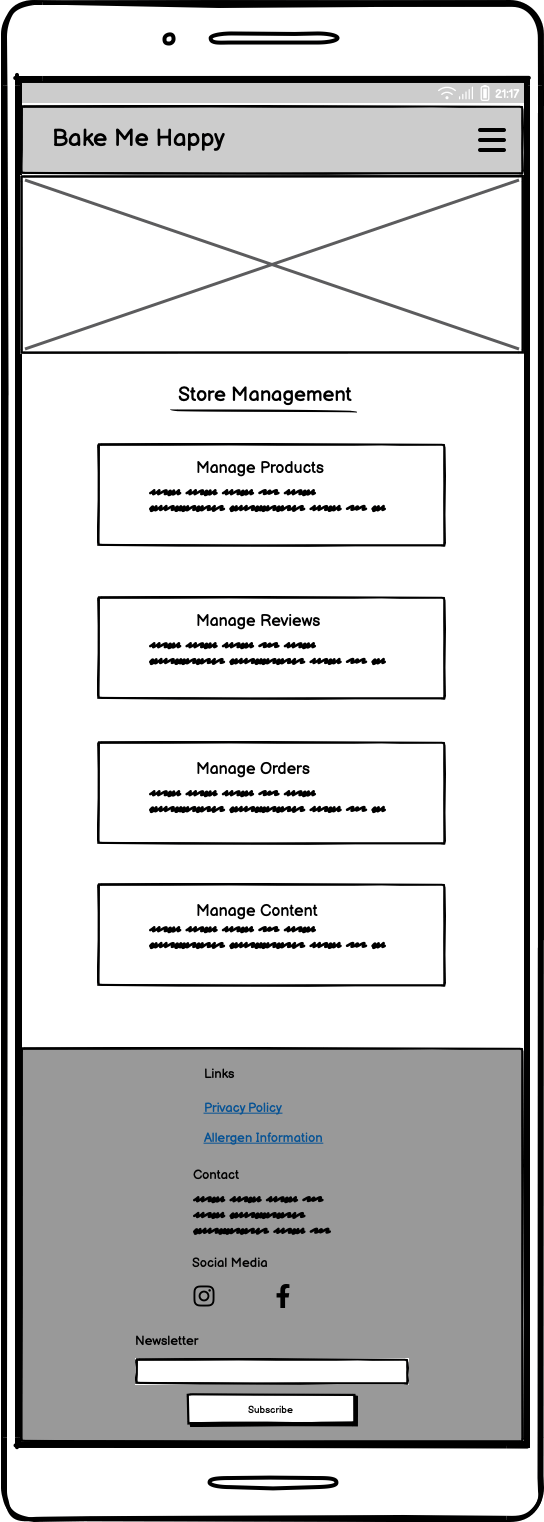 21:17
Bake Me Happy
Store Management
Manage Products
Manage Reviews
Manage Orders
Manage Content
Links
Privacy Policy
Allergen Information
Contact
Social Media
Newsletter
Subscribe